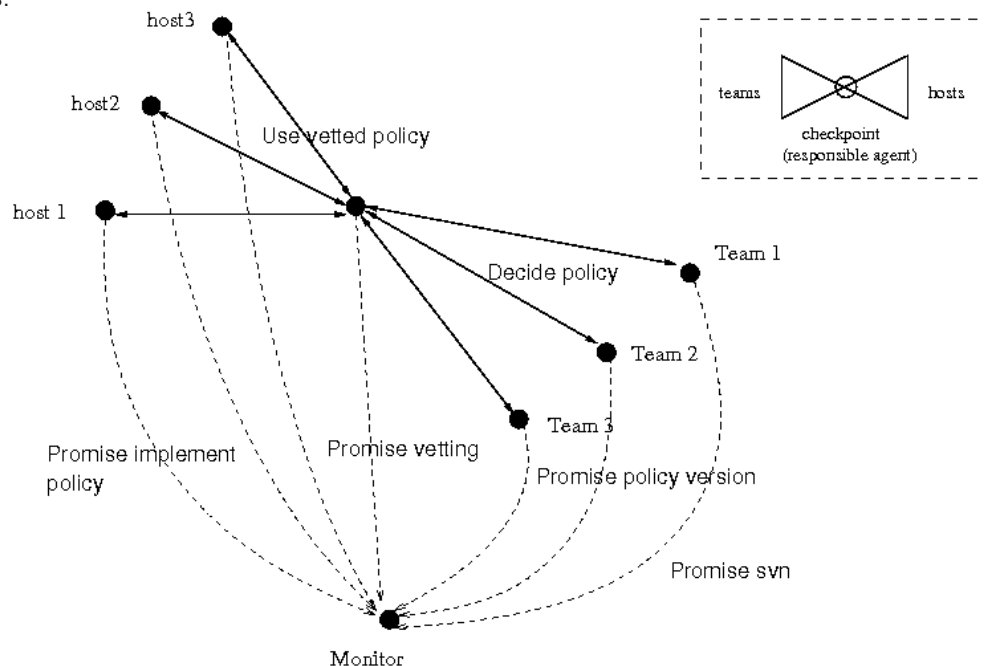 host3
teams
hosts
checkpoint
(responsible agent)
host2
Use vetted policy
host 1
Team 1
Decide policy
Team 2
Team 3
Promise implement
policy
Promise vetting
Promise policy version
Promise svn
Monitor